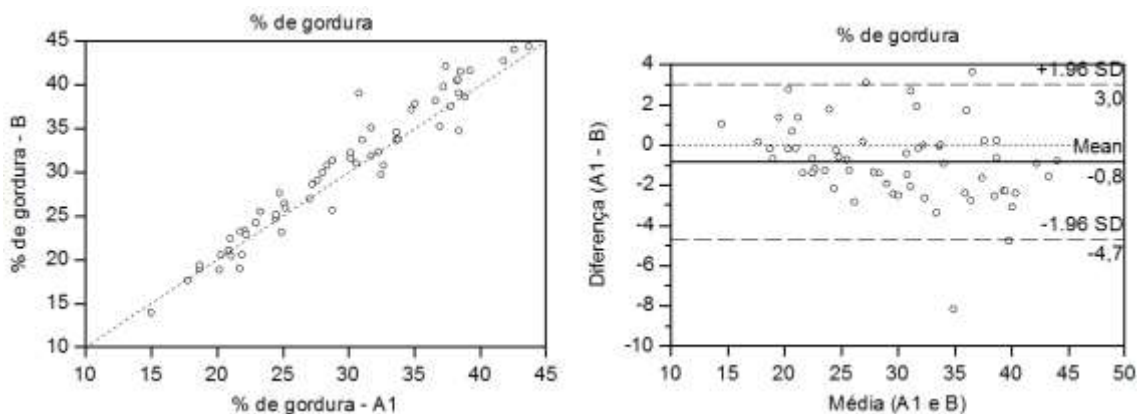 % de gordura
45
40
35
30
25
20
15
10
% de gordura - B
10 15 20 25 30 35 40 45
% de gordura - A1
% de gordura
4
2
0
-2
-4
-6
-8
-10
Diferença (A1 - B)
+1.96 SD
3,0
Mean
-0,8
-1.96 SD
-4,7
10 15 20 25 30 35 40 45 50
Média (A1 e B)